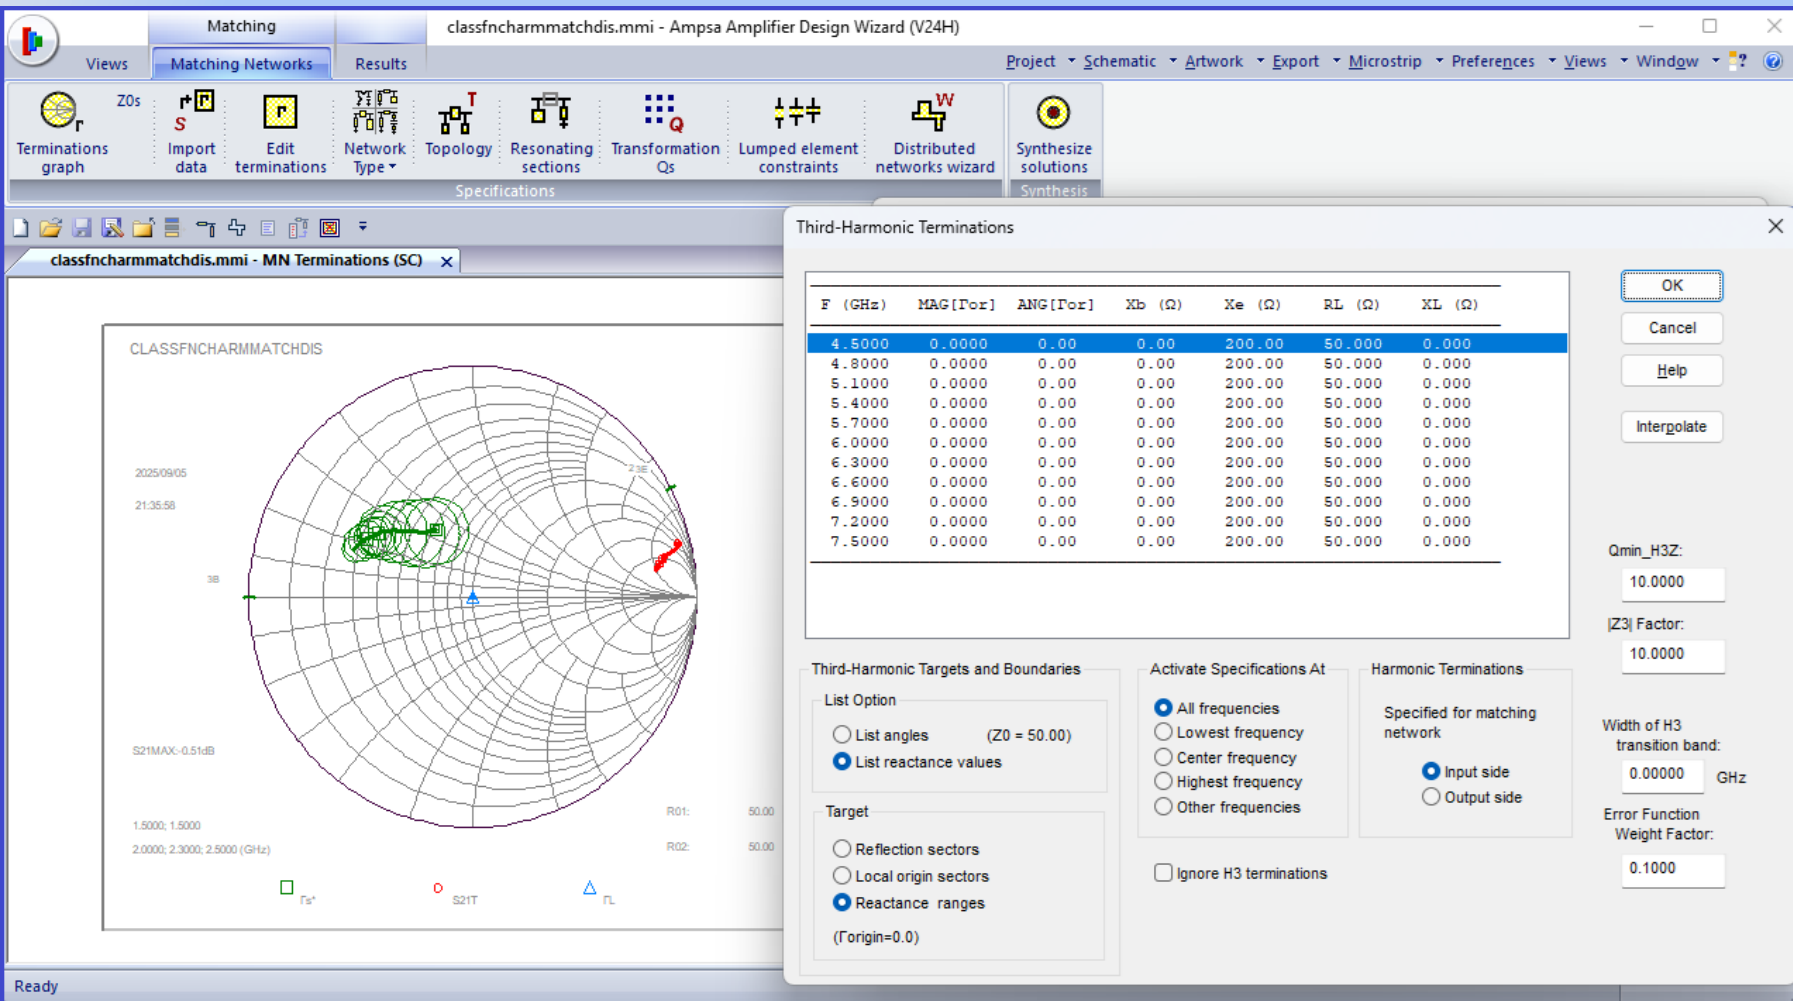 Matching
classfncharmmatchdis.mmi - Ampsa Amplifier Design Wizard (V24H)
Views
Matching Networks
Results
Project
Schematic
Artwork
Export
Microstrip
Preferences
Views
Window
?
?
Terminations graph
r
Z0s
S
r
Import data
r
Edit terminations
Network Type
T
Topology
Resonating sections
Q
Transformation Qs
Lumped element constraints
W
Distributed networks wizard
Synthesize solutions
Specifications
Synthesis
classfncharmmatchdis.mmi - MN Terminations (SC)
CLASSFNCHARMMATCHDIS
2025/09/05
21:35:58
3B
2 3E
S21MAX:-0.51dB
1.5000; 1.5000
2.0000; 2.3000; 2.5000 (GHz)
R01: 50.00
R02: 50.00
Γs*
S21T
ΓL
Ready
Third-Harmonic Terminations
F (GHz) MAG[Γor] ANG[Γor] Xb (Ω) Xe (Ω) RL (Ω) XL (Ω)
4.5000 0.0000 0.00 0.00 200.00 50.000 0.000
4.8000 0.0000 0.00 0.00 200.00 50.000 0.000
5.1000 0.0000 0.00 0.00 200.00 50.000 0.000
5.4000 0.0000 0.00 0.00 200.00 50.000 0.000
5.7000 0.0000 0.00 0.00 200.00 50.000 0.000
6.0000 0.0000 0.00 0.00 200.00 50.000 0.000
6.3000 0.0000 0.00 0.00 200.00 50.000 0.000
6.6000 0.0000 0.00 0.00 200.00 50.000 0.000
6.9000 0.0000 0.00 0.00 200.00 50.000 0.000
7.2000 0.0000 0.00 0.00 200.00 50.000 0.000
7.5000 0.0000 0.00 0.00 200.00 50.000 0.000
OK
Cancel
Help
Interpolate
Qmin_H3Z:
10.0000
|Z3| Factor:
10.0000
Width of H3
transition band:
0.00000 GHz
Error Function
Weight Factor:
0.1000
Third-Harmonic Targets and Boundaries
List Option
List angles (Z0 = 50.00)
List reactance values
Target
Reflection sectors
Local origin sectors
Reactance ranges
(Γorigin=0.0)
Activate Specifications At
All frequencies
Lowest frequency
Center frequency
Highest frequency
Other frequencies
Ignore H3 terminations
Harmonic Terminations
Specified for matching
network
Input side
Output side